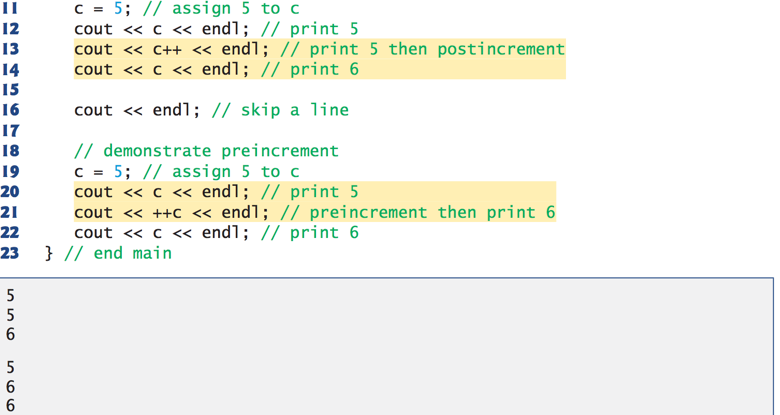 11 c = 5; // assign 5 to c
12 cout << c << endl; // print 5
13 cout << c++ << endl; // print 5 then postincrement
14 cout << c << endl; // print 6
15
16 cout << endl; // skip a line
17
18 // demonstrate preincrement
19 c = 5; // assign 5 to c
20 cout << c << endl; // print 5
21 cout << ++c << endl; // preincrement then print 6
22 cout << c << endl; // print 6
23 } // end main
5
5
6
5
6
6